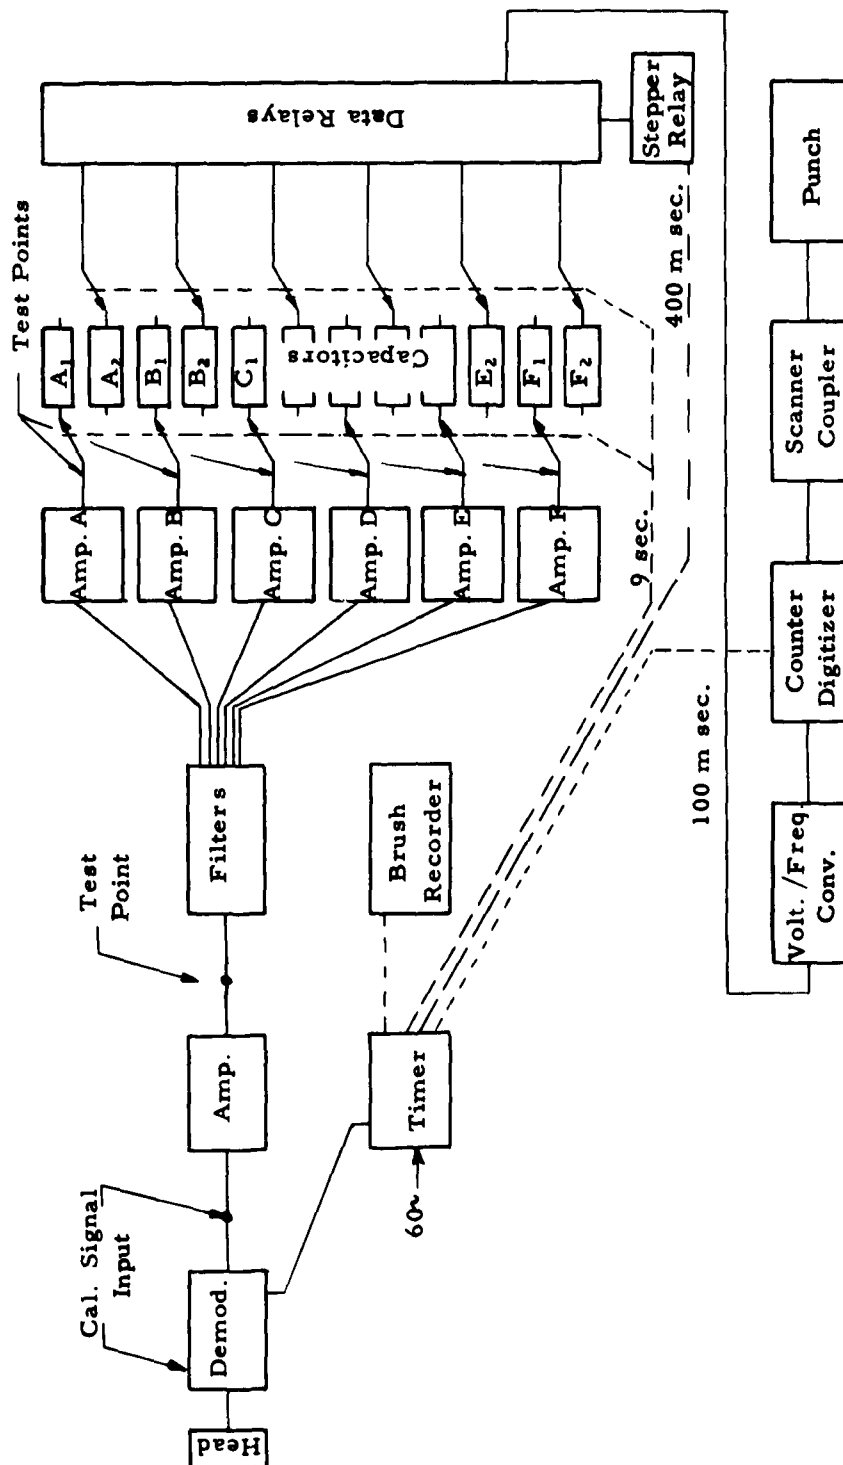 Head
Cal. Signal
Input
Demod.
Amp.
Test
Point
Filters
60~
Timer
Brush
Recorder
Amp. A
Amp. B
Amp. C
Amp. D
Amp. E
Amp. F
Test Points
A₁
A₂
B₁
B₂
C₁
Capacitors
E₂
F₁
F₂
Data Relays
Stepper
Relay
9 sec.
400 m sec.
100 m sec.
Volt./Freq.
Conv.
Counter
Digitizer
Scanner
Coupler
Punch